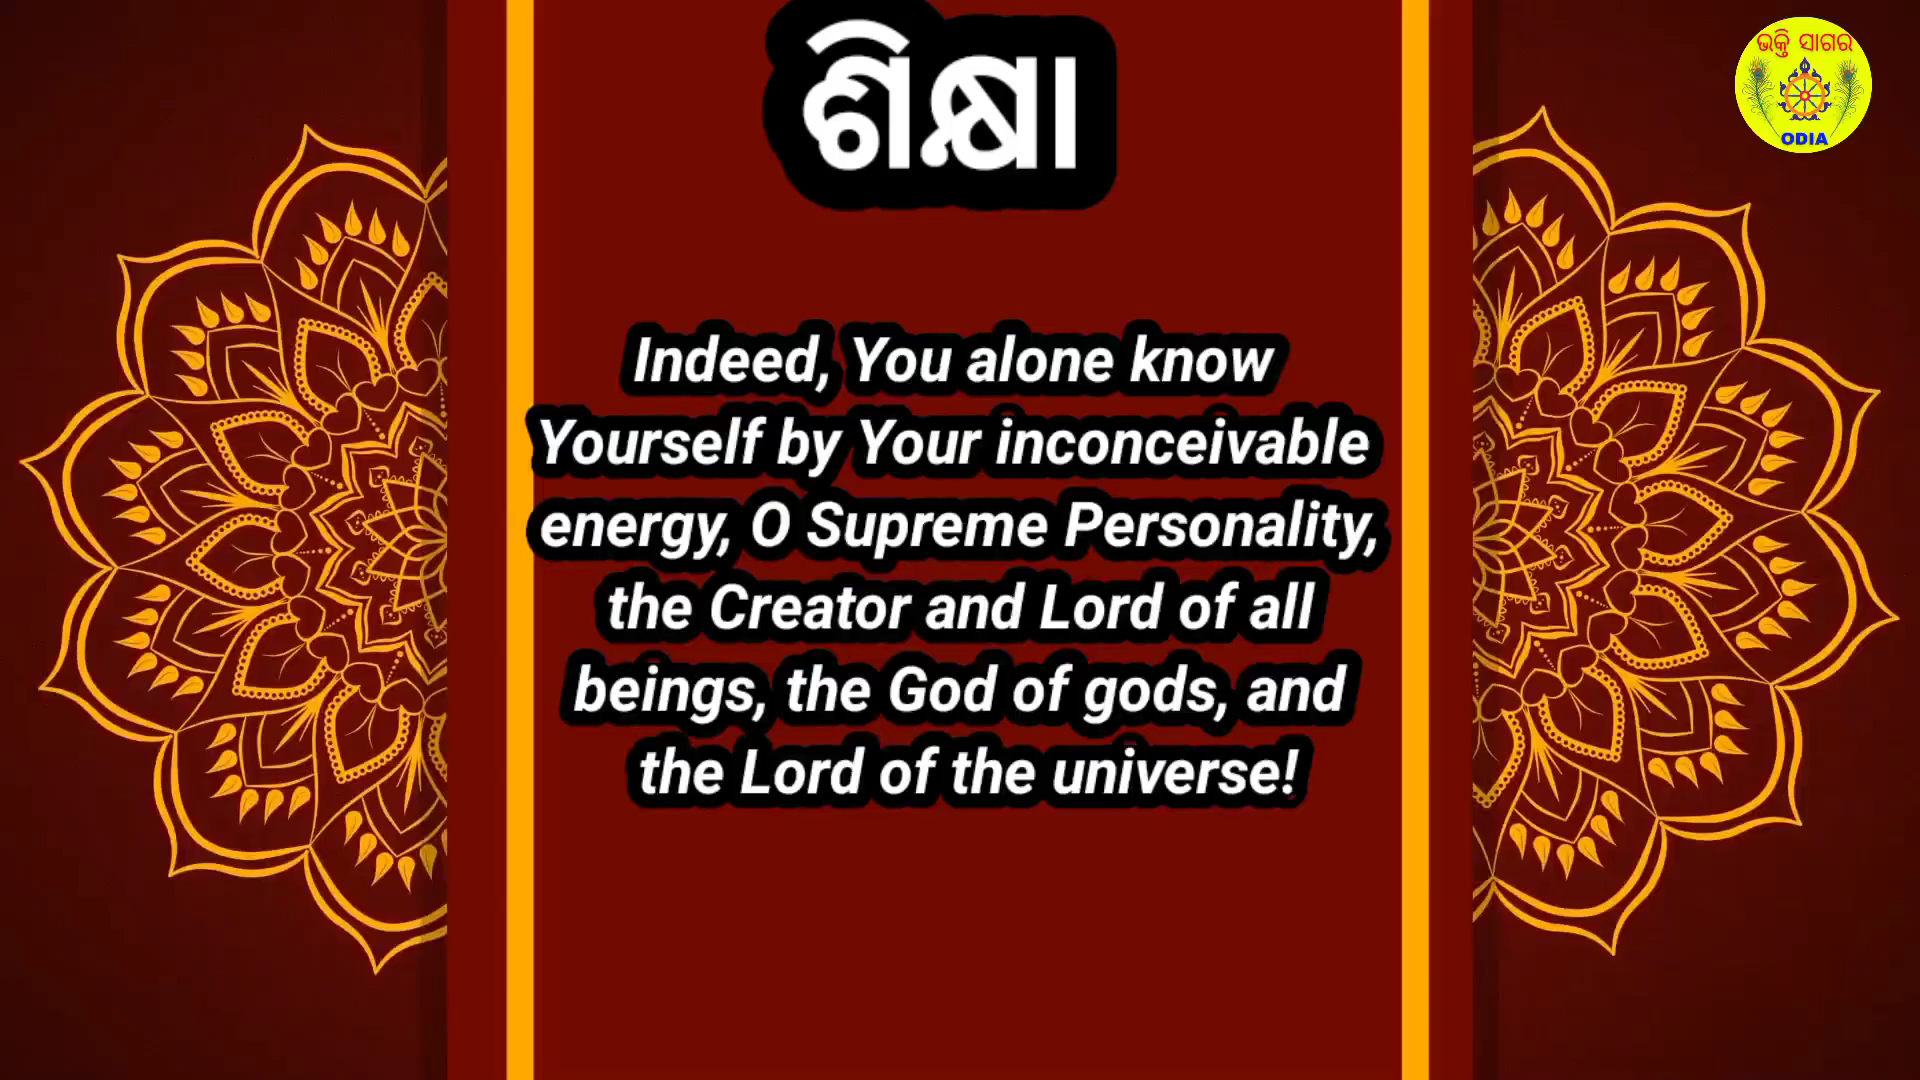 ଶିକ୍ଷା
ଭକ୍ତି ସାଗର
ODIA
Indeed, You alone know
Yourself by Your inconceivable
energy, O Supreme Personality,
the Creator and Lord of all
beings, the God of gods, and
the Lord of the universe!